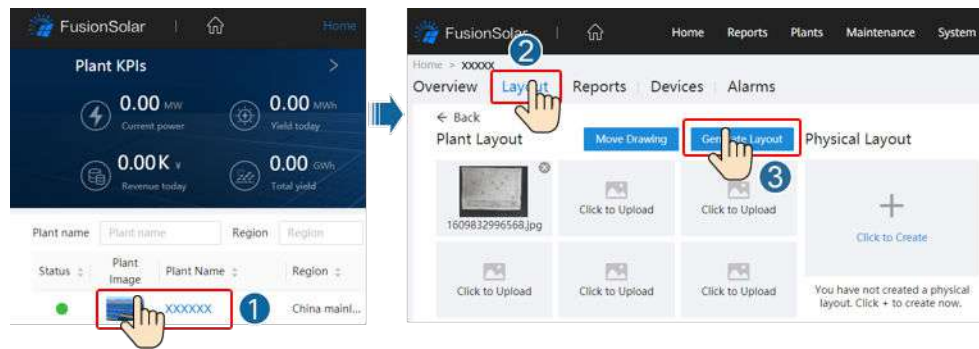 FusionSolar
Home
Plant KPIs
0.00 MW
Current power
0.00 MWh
Yield today
0.00K ¥
Revenue today
0.00 GWh
Total yield
Plant name
Plant name
Region
Region
Status
Plant Image
Plant Name
Region
XXXXXX
1
China mainl...
FusionSolar
Home
Reports
Plants
Maintenance
System
Home > XXXXX
2
Overview
Layout
Reports
Devices
Alarms
← Back
Plant Layout
Move Drawing
Generate Layout
Physical Layout
3
1609832996568.jpg
Click to Upload
Click to Upload
Click to Create
Click to Upload
Click to Upload
Click to Upload
You have not created a physical
layout. Click + to create now.